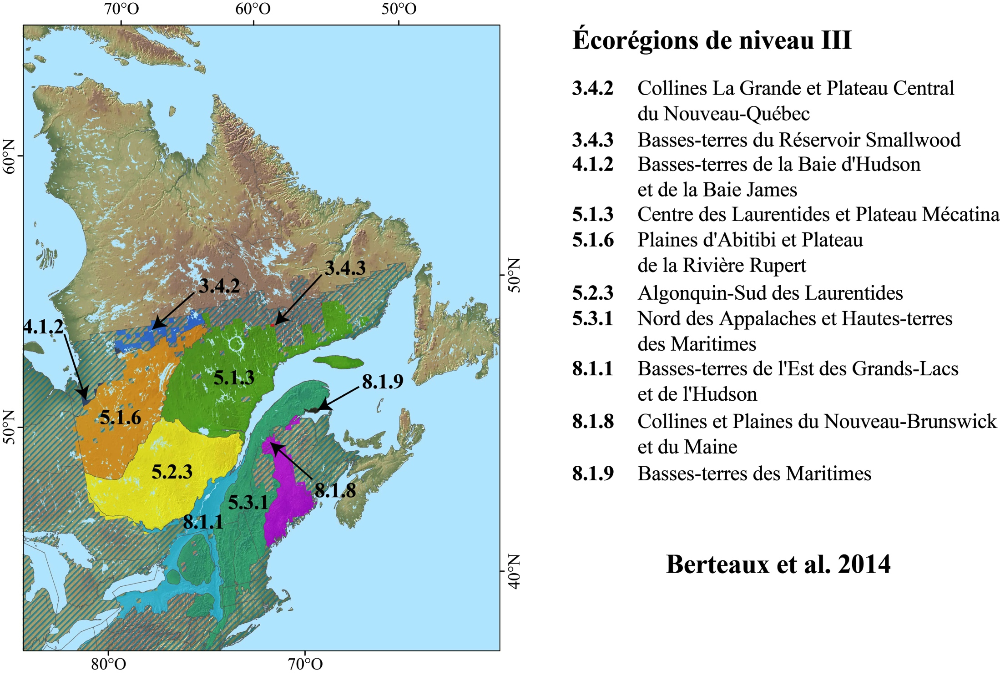 70°O 60°O 50°O
60°N
50°N
50°N
40°N
80°O 70°O
3.4.3
3.4.2
4.1.2
5.1.3
8.1.9
5.1.6
5.2.3
8.1.8
5.3.1
8.1.1
Écorégions de niveau III
3.4.2 Collines La Grande et Plateau Central
du Nouveau-Québec
3.4.3 Basses-terres du Réservoir Smallwood
4.1.2 Basses-terres de la Baie d'Hudson
et de la Baie James
5.1.3 Centre des Laurentides et Plateau Mécatina
5.1.6 Plaines d'Abitibi et Plateau
de la Rivière Rupert
5.2.3 Algonquin-Sud des Laurentides
5.3.1 Nord des Appalaches et Hautes-terres
des Maritimes
8.1.1 Basses-terres de l'Est des Grands-Lacs
et de l'Hudson
8.1.8 Collines et Plaines du Nouveau-Brunswick
et du Maine
8.1.9 Basses-terres des Maritimes
Berteaux et al. 2014